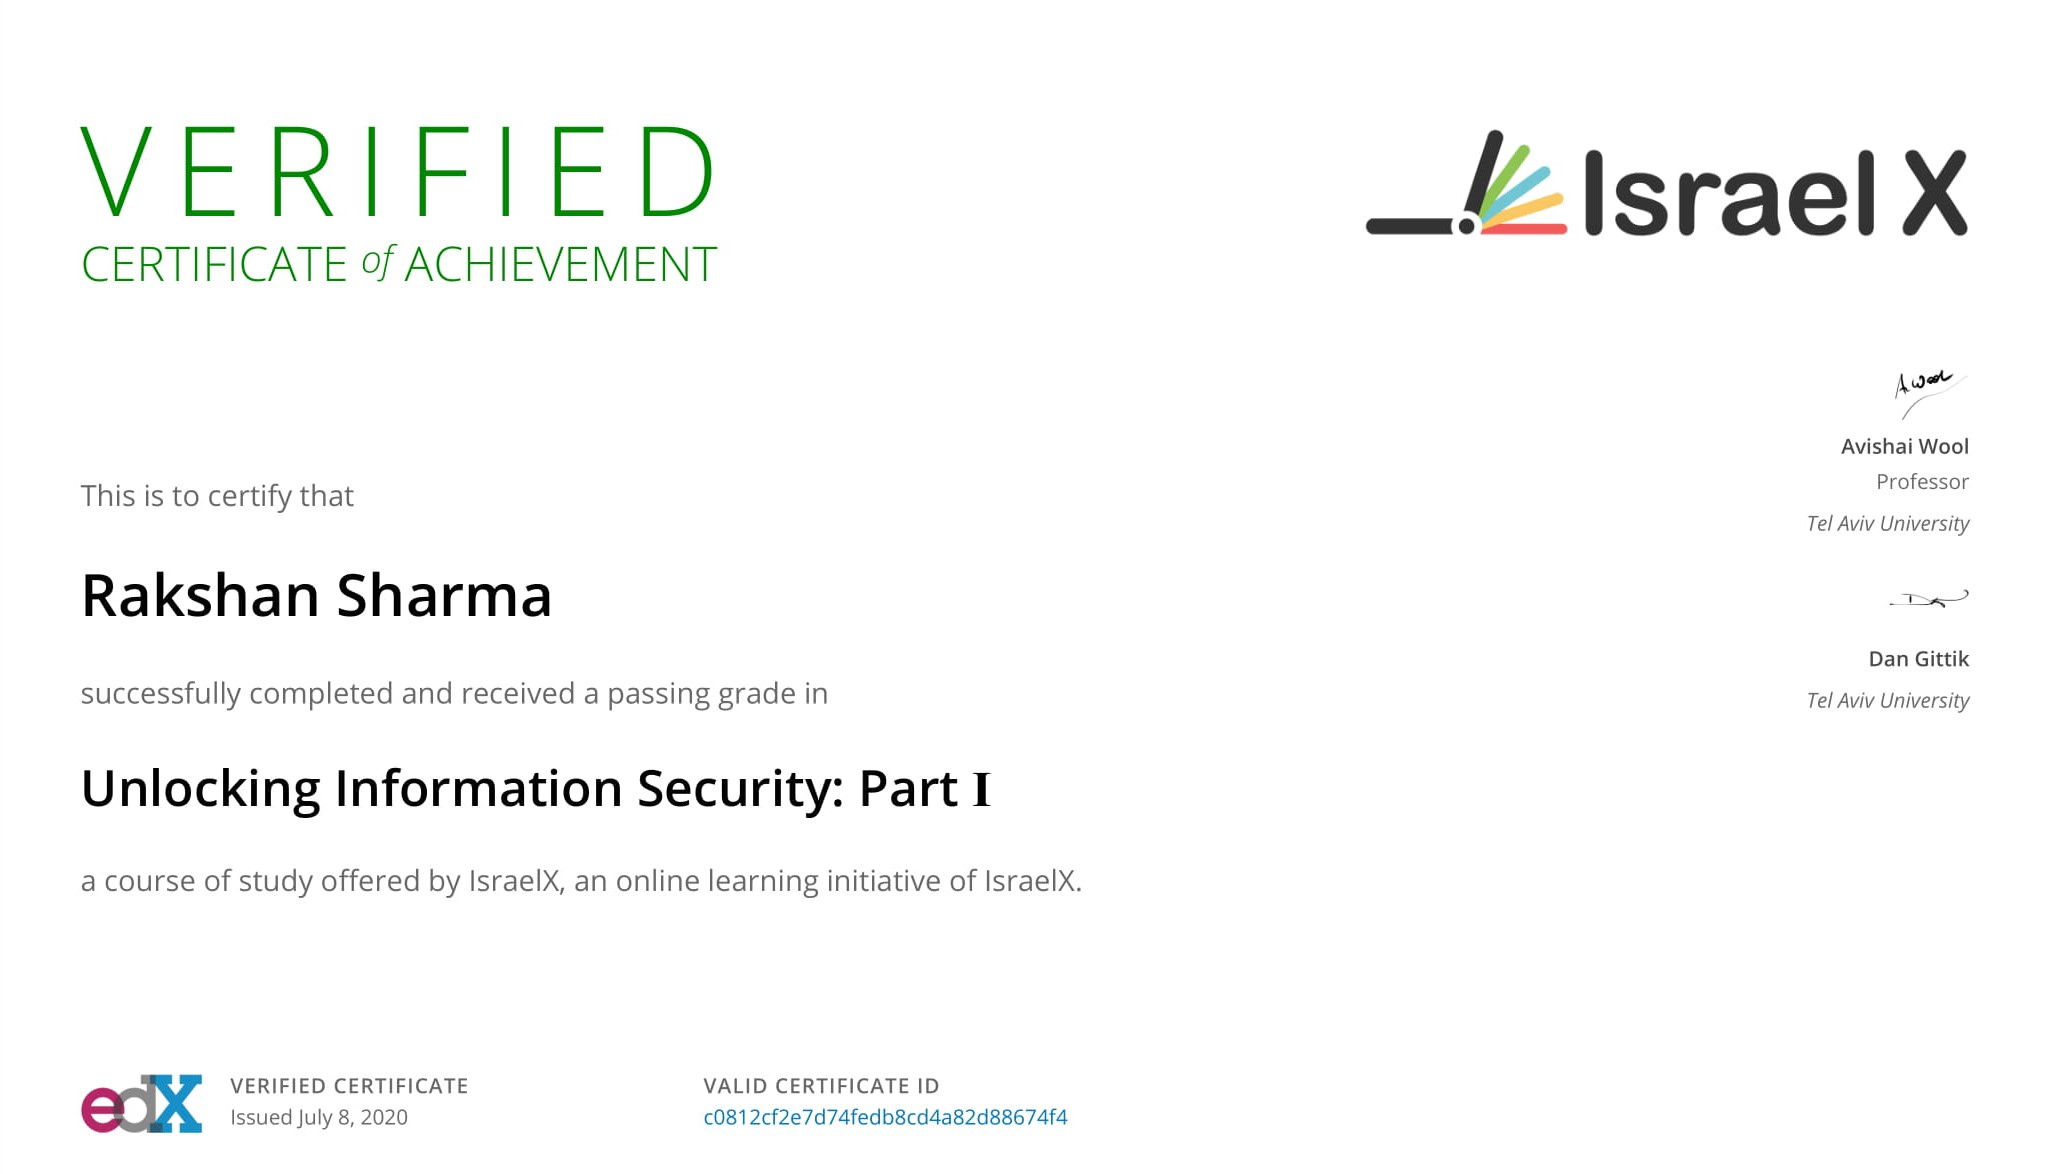 VERIFIED
CERTIFICATE of ACHIEVEMENT
Israel X
This is to certify that
Rakshan Sharma
successfully completed and received a passing grade in
Unlocking Information Security: Part I
a course of study offered by IsraelX, an online learning initiative of IsraelX.
A Wool
Avishai Wool
Professor
Tel Aviv University
Dan Gittik
Tel Aviv University
edX
VERIFIED CERTIFICATE
Issued July 8, 2020
VALID CERTIFICATE ID
c0812cf2e7d74fedb8cd4a82d88674f4